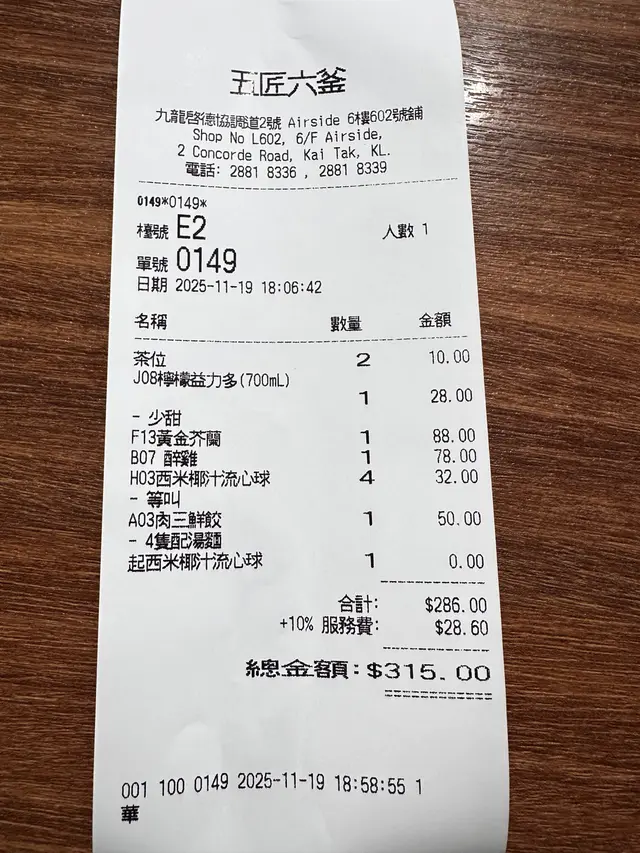 五匠六釜
九龍啓德協調道2號 Airside 6樓602號舖
Shop No L602, 6/F Airside,
2 Concorde Road, Kai Tak, KL.
電話: 2881 8336 , 2881 8339
0149*0149*
檯號 E2 人數 1
單號 0149
日期 2025-11-19 18:06:42
名稱 數量 金額
茶位 2 10.00
J08檸檬益力多(700mL)
1 28.00
- 少甜
F13黃金芥蘭 1 88.00
B07 醉雞 1 78.00
H03西米椰汁流心球 4 32.00
- 等叫
A03肉三鮮餃 1 50.00
- 4隻配湯麵
起西米椰汁流心球 1 0.00
合計: $286.00
+10% 服務費: $28.60
總金額: $315.00
001 100 0149 2025-11-19 18:58:55 1
華